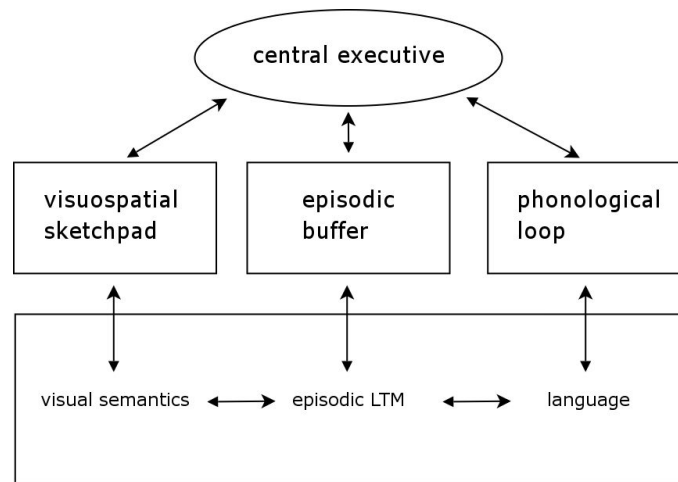 central executive
visuospatial
sketchpad
episodic
buffer
phonological
loop
visual semantics
episodic LTM
language